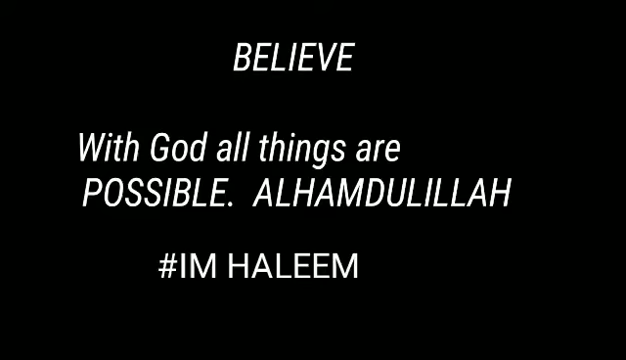 BELIEVE
With God all things are
POSSIBLE. ALHAMDULILLAH
#IM HALEEM